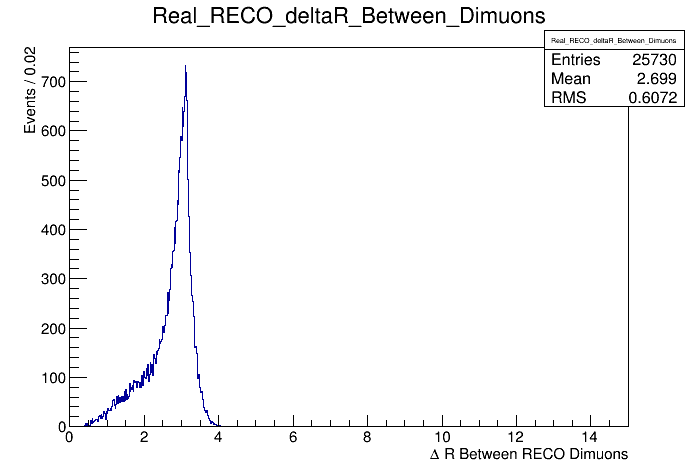 Real_RECO_deltaR_Between_Dimuons
Real_RECO_deltaR_Between_Dimuons
Entries 25730
Mean 2.699
RMS 0.6072
Events / 0.02
700
600
500
400
300
200
100
0
0 2 4 6 8 10 12 14
Δ R Between RECO Dimuons